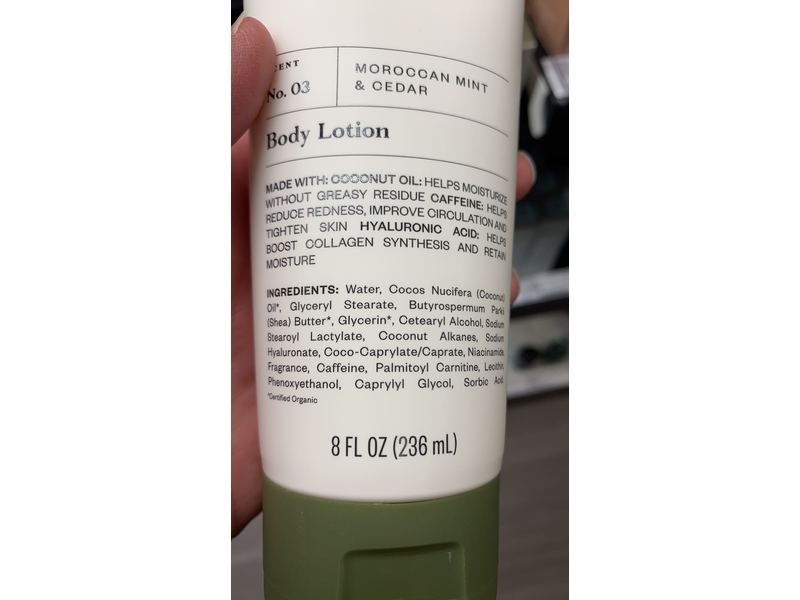 No. 03
MOROCCAN MINT
& CEDAR
Body Lotion
MADE WITH: COCONUT OIL: HELPS MOISTURIZE
WITHOUT GREASY RESIDUE CAFFEINE: HELPS
REDUCE REDNESS, IMPROVE CIRCULATION AND
TIGHTEN SKIN HYALURONIC ACID: HELPS
BOOST COLLAGEN SYNTHESIS AND RETAIN
MOISTURE
INGREDIENTS: Water, Cocos Nucifera (Coconut)
Oil*, Glyceryl Stearate, Butyrospermum Parkii
(Shea) Butter*, Glycerin*, Cetearyl Alcohol, Sodium
Stearoyl Lactylate, Coconut Alkanes, Sodium
Hyaluronate, Coco-Caprylate/Caprate, Niacinamide,
Fragrance, Caffeine, Palmitoyl Carnitine, Lecithin,
Phenoxyethanol, Caprylyl Glycol, Sorbic Acid.
*Certified Organic
8 FL OZ (236 mL)